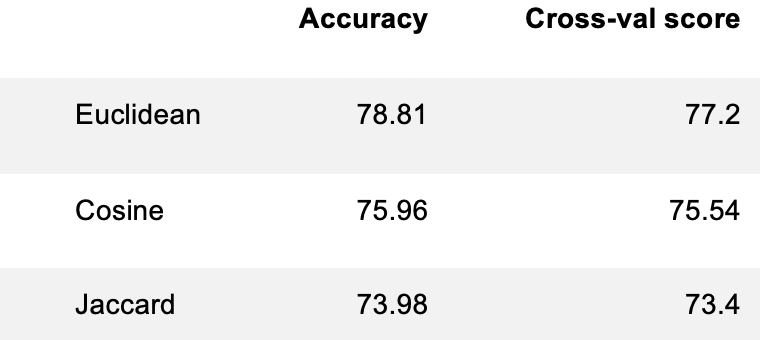 Accuracy Cross-val score
Euclidean 78.81 77.2
Cosine 75.96 75.54
Jaccard 73.98 73.4